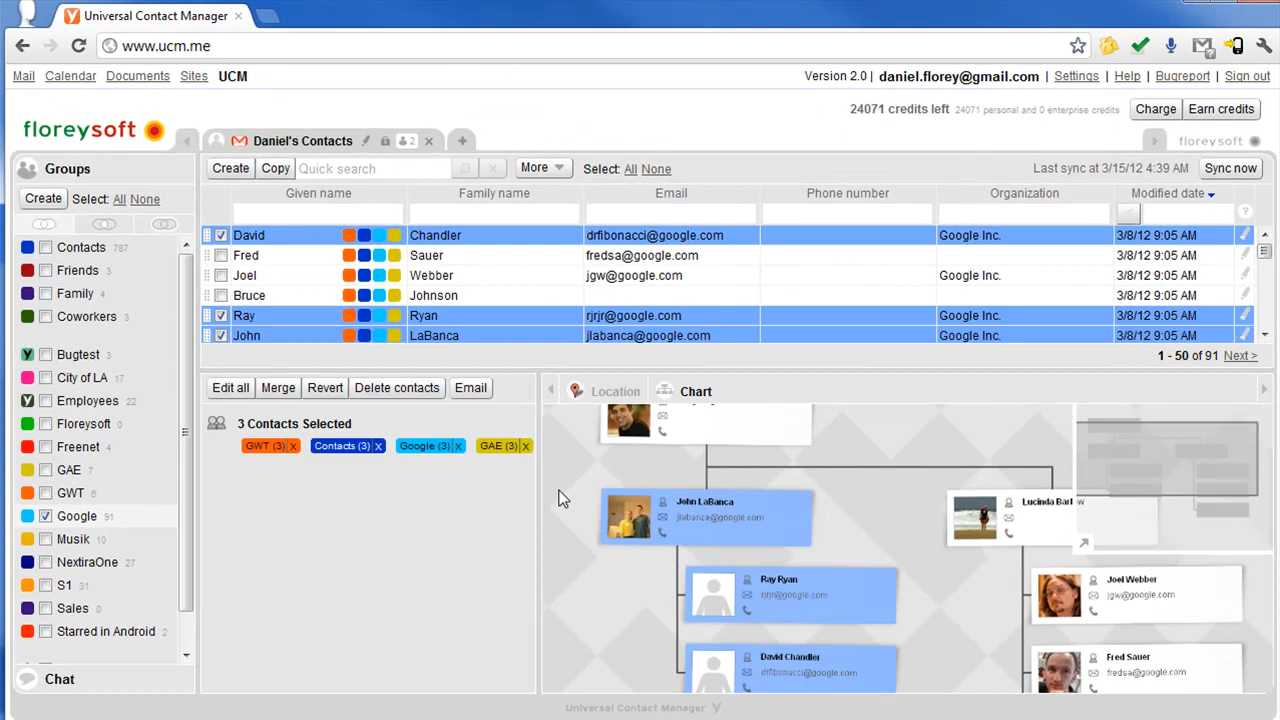 Universal Contact Manager
www.ucm.me
Mail Calendar Documents Sites UCM
Version 2.0 | daniel.florey@gmail.com | Settings | Help | Bugreport | Sign out
24071 credits left 24071 personal and 0 enterprise credits Charge Earn credits
floreysoft
Daniel's Contacts 2
floreysoft
Groups
Create Copy Quick search More Select: All None Last sync at 3/15/12 4:39 AM Sync now
Create Select: All None
Given name Family name Email Phone number Organization Modified date
David Chandler drfibonacci@google.com Google Inc. 3/8/12 9:05 AM
Fred Sauer fredsa@google.com 3/8/12 9:05 AM
Joel Webber jgw@google.com Google Inc. 3/8/12 9:05 AM
Bruce Johnson 3/8/12 9:05 AM
Ray Ryan rjrjr@google.com Google Inc. 3/8/12 9:05 AM
John LaBanca jlabanca@google.com Google Inc. 3/8/12 9:05 AM
1 - 50 of 91 Next >
Contacts 787
Friends 3
Family 4
Coworkers 3
Bugtest 3
City of LA 17
Employees 22
Floreysoft 0
Freenet 4
GAE 7
GWT 6
Google 91
Musik 10
NextiraOne 27
S1 31
Sales 0
Starred in Android 2
Chat
Edit all Merge Revert Delete contacts Email
3 Contacts Selected
GWT (3) x Contacts (3) x Google (3) x GAE (3) x
Location Chart
John LaBanca
jlabanca@google.com
Lucinda
Ray Ryan
rjrjr@google.com
Joel Webber
jgw@google.com
David Chandler
drfibonacci@google.com
Fred Sauer
fredsa@google.com
Universal Contact Manager